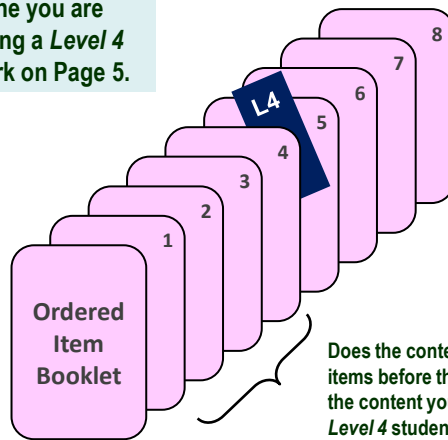 ne you are
ing a Level 4
rk on Page 5.
8
7
6
L4
5
4
3
2
1
Ordered
Item
Booklet
Does the conte
items before th
the content yo
Level 4 studen